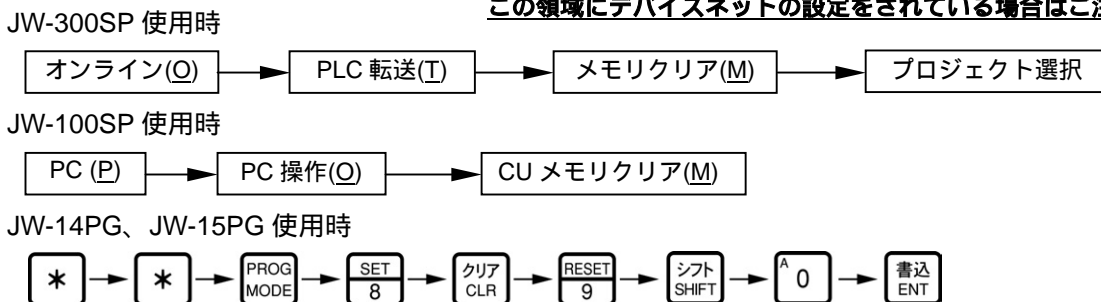 この領域にデバイスネットの設定をされている場合はご注
JW-300SP 使用時
オンライン(O) PLC 転送(T) メモリクリア(M) プロジェクト選択
JW-100SP 使用時
PC (P) PC 操作(O) CU メモリクリア(M)
JW-14PG、JW-15PG 使用時
* * PROG MODE SET 8 クリア CLR RESET 9 シフト SHIFT A 0 書込 ENT